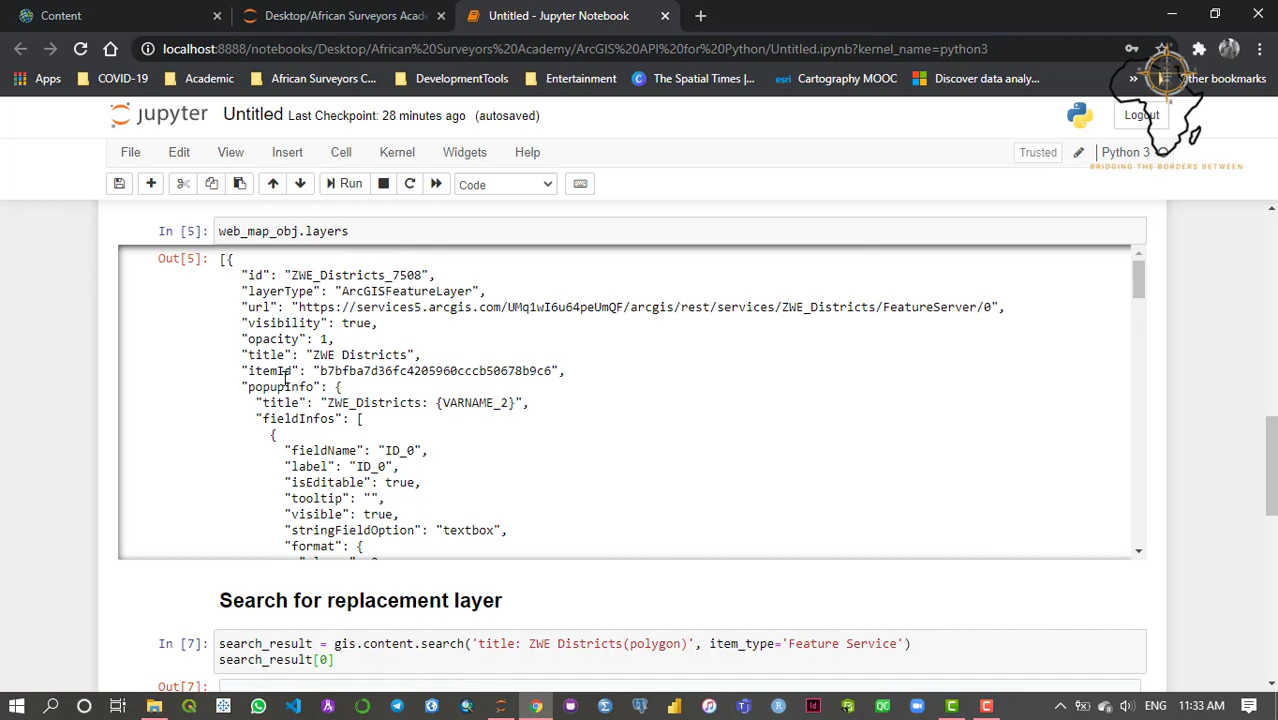 Content
Desktop/African Surveyors Acade
Untitled - Jupyter Notebook
localhost:8888/notebooks/Desktop/African%20Surveyors%20Academy/ArcGIS%20API%20for%20Python/Untitled.ipynb?kernel_name=python3
Apps COVID-19 Academic African Surveyors C... DevelopmentTools Entertainment The Spatial Times |... esri Cartography MOOC Discover data analy... » Other bookmarks
jupyter Untitled Last Checkpoint: 28 minutes ago (autosaved) Logout
File Edit View Insert Cell Kernel Widgets Help Trusted Python 3
BRIDGING THE BORDERS BETWEEN
Run Code
In [5]: web_map_obj.layers
Out[5]: [{
"id": "ZWE_Districts_7508",
"layerType": "ArcGISFeatureLayer",
"url": "https://services5.arcgis.com/UMq1wI6u64peUmQF/arcgis/rest/services/ZWE_Districts/FeatureServer/0",
"visibility": true,
"opacity": 1,
"title": "ZWE Districts",
"itemId": "b7bfba7d36fc4205960cccb50678b9c6",
"popupInfo": {
"title": "ZWE_Districts: {VARNAME_2}",
"fieldInfos": [
{
"fieldName": "ID_0",
"label": "ID_0",
"isEditable": true,
"tooltip": "",
"visible": true,
"stringFieldOption": "textbox",
"format": {
Search for replacement layer
In [7]: search_result = gis.content.search('title: ZWE Districts(polygon)', item_type='Feature Service')
search_result[0]
Out[7]:
ENG 11:33 AM